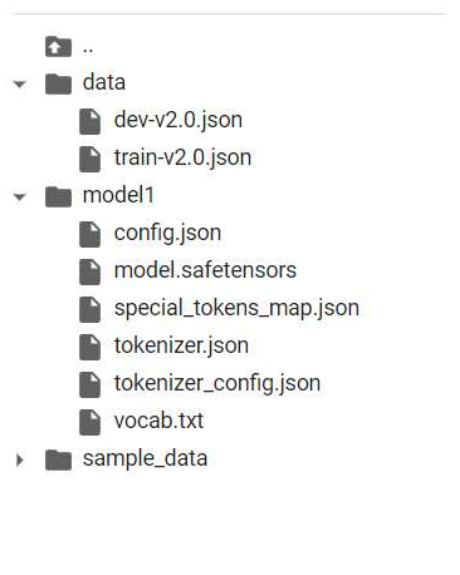 ..
data
dev-v2.0.json
train-v2.0.json
model1
config.json
model.safetensors
special_tokens_map.json
tokenizer.json
tokenizer_config.json
vocab.txt
sample_data